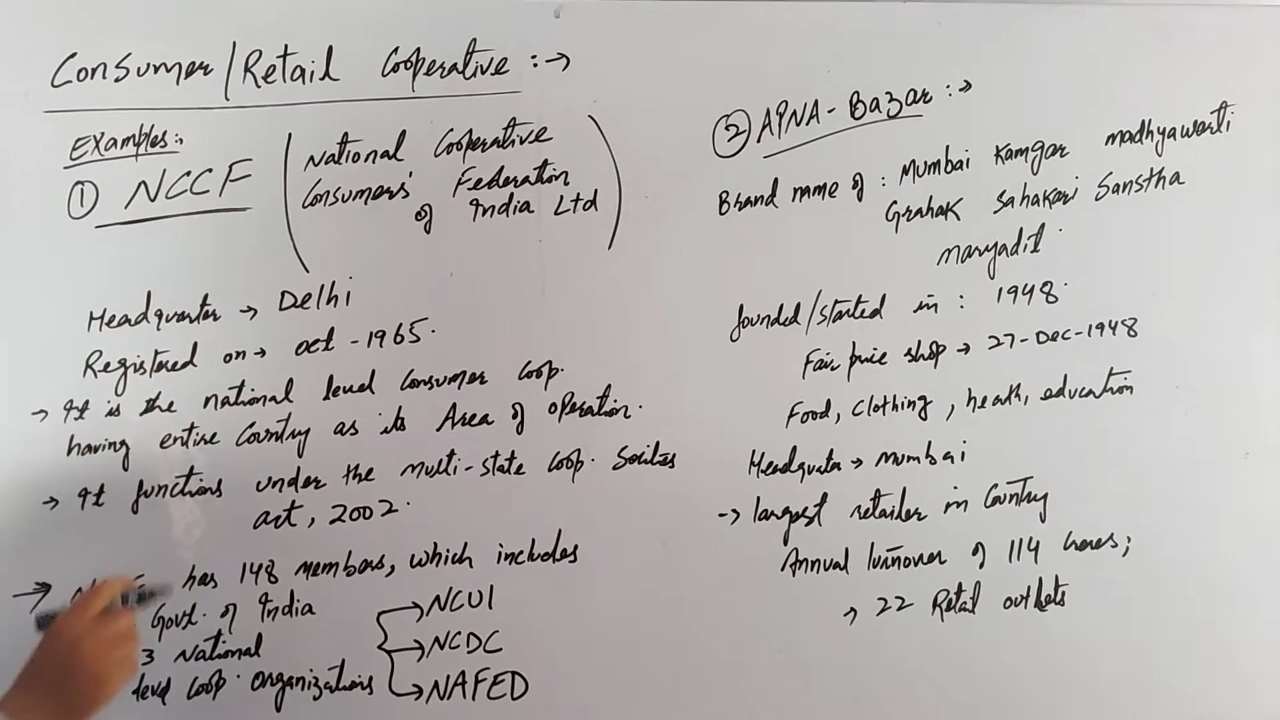 Consumer/Retail Cooperative :→
Examples:
① NCCF
(National Cooperative
Consumers' Federation
of India Ltd)
Headquarter → Delhi
Registered on → oct - 1965.
→ It is the national level Consumer Coop.
having entire Country as its Area of operation.
→ It functions under the multi-state Coop. Societies
act, 2002.
→ has 148 members, which includes
Govt. of India
3 National
level Coop. organizations
→ NCUI
→ NCDC
→ NAFED
② APNA - Bazar :→
Brand name of : Mumbai Kamgar madhyawarti
Grahak Sahakari Sanstha
maryadit
founded/started in : 1948.
Fair price shop → 27-Dec-1948
Food, Clothing, heath, education
Headquater → mumbai
→ largest retailer in Country
Annual turnover of 114 crores;
→ 22 Retail outlets